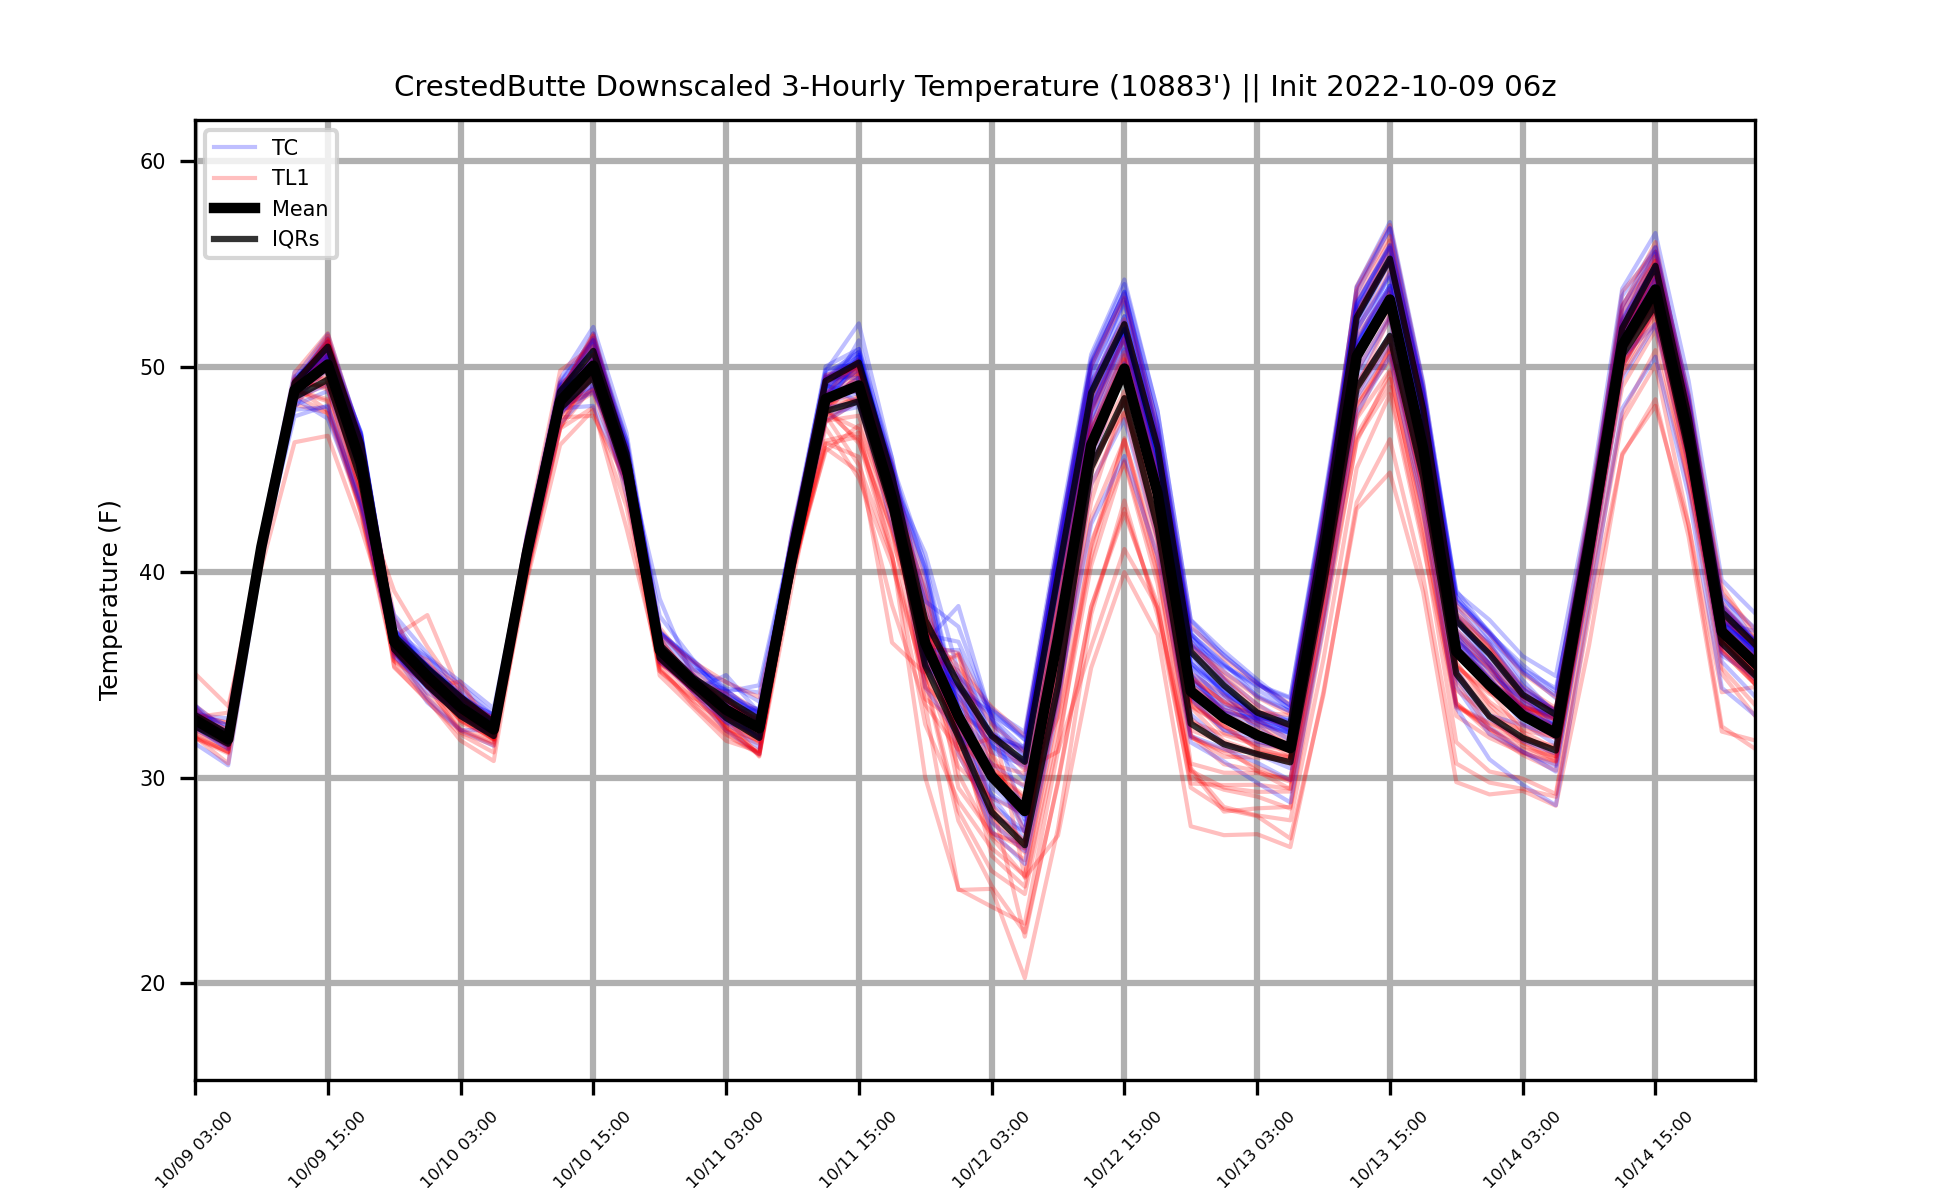 CrestedButte Downscaled 3-Hourly Temperature (10883') || Init 2022-10-09 06z
TC
TL1
Mean
IQRs
Temperature (F)
60
50
40
30
20
10/09 03:00
10/09 15:00
10/10 03:00
10/10 15:00
10/11 03:00
10/11 15:00
10/12 03:00
10/12 15:00
10/13 03:00
10/13 15:00
10/14 03:00
10/14 15:00